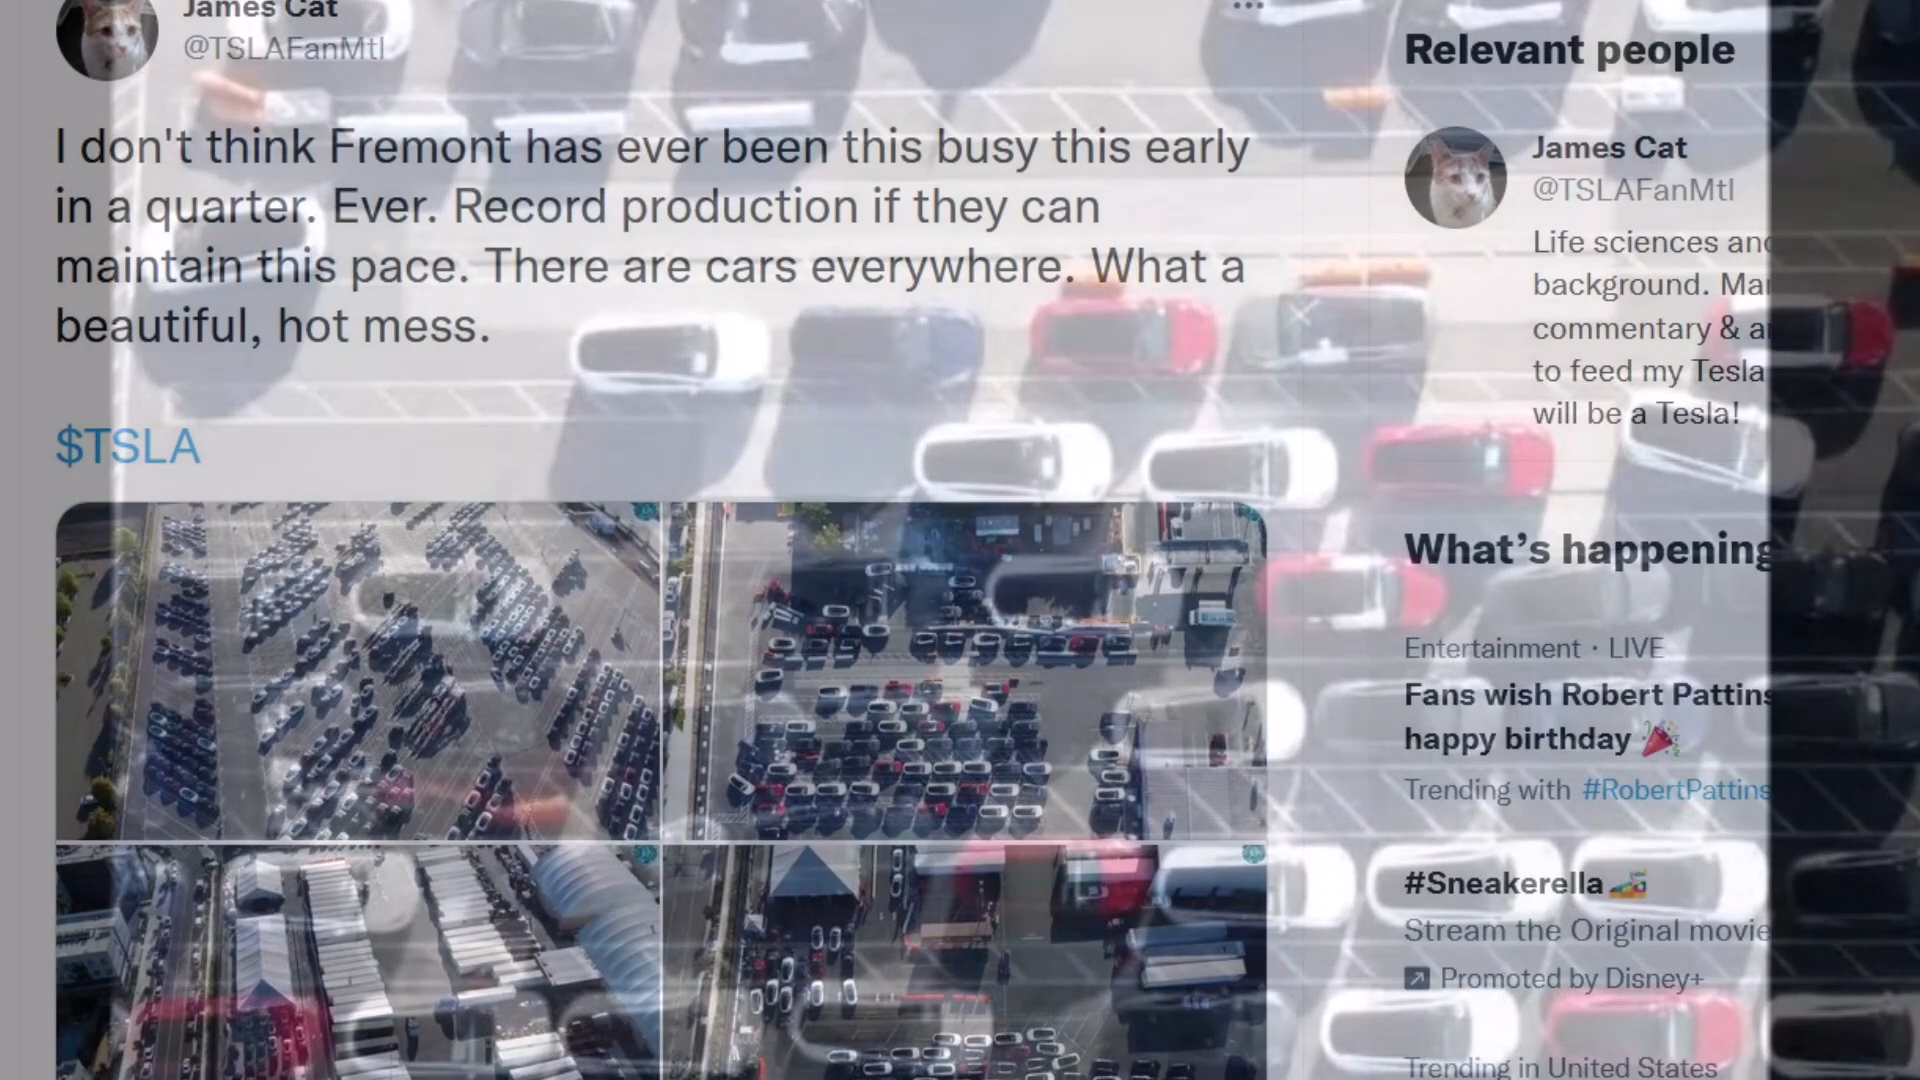 James Cat
@TSLAFanMtl
I don't think Fremont has ever been this busy this early
in a quarter. Ever. Record production if they can
maintain this pace. There are cars everywhere. What a
beautiful, hot mess.
$TSLA
Relevant people
James Cat
@TSLAFanMtl
Life sciences and
background. Mar
commentary & a
to feed my Tesla
will be a Tesla!
What's happening
Entertainment · LIVE
Fans wish Robert Pattins
happy birthday
Trending with #RobertPattins
#Sneakerella
Stream the Original movie
Promoted by Disney+
Trending in United States